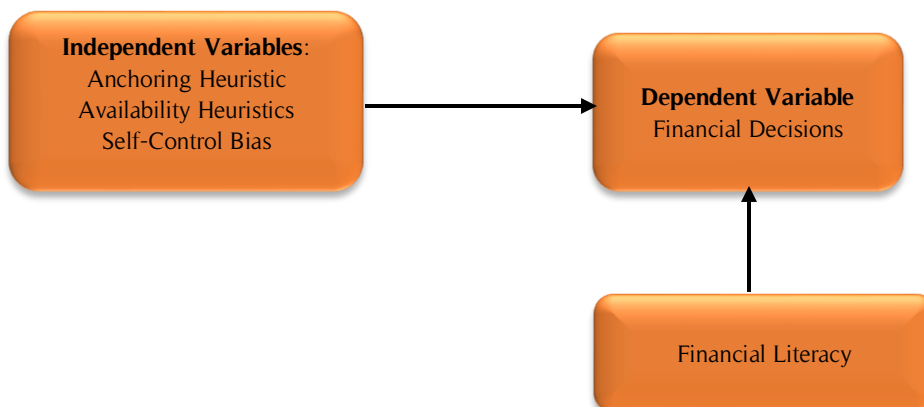 Independent Variables:
Anchoring Heuristic
Availability Heuristics
Self-Control Bias
Dependent Variable
Financial Decisions
Financial Literacy